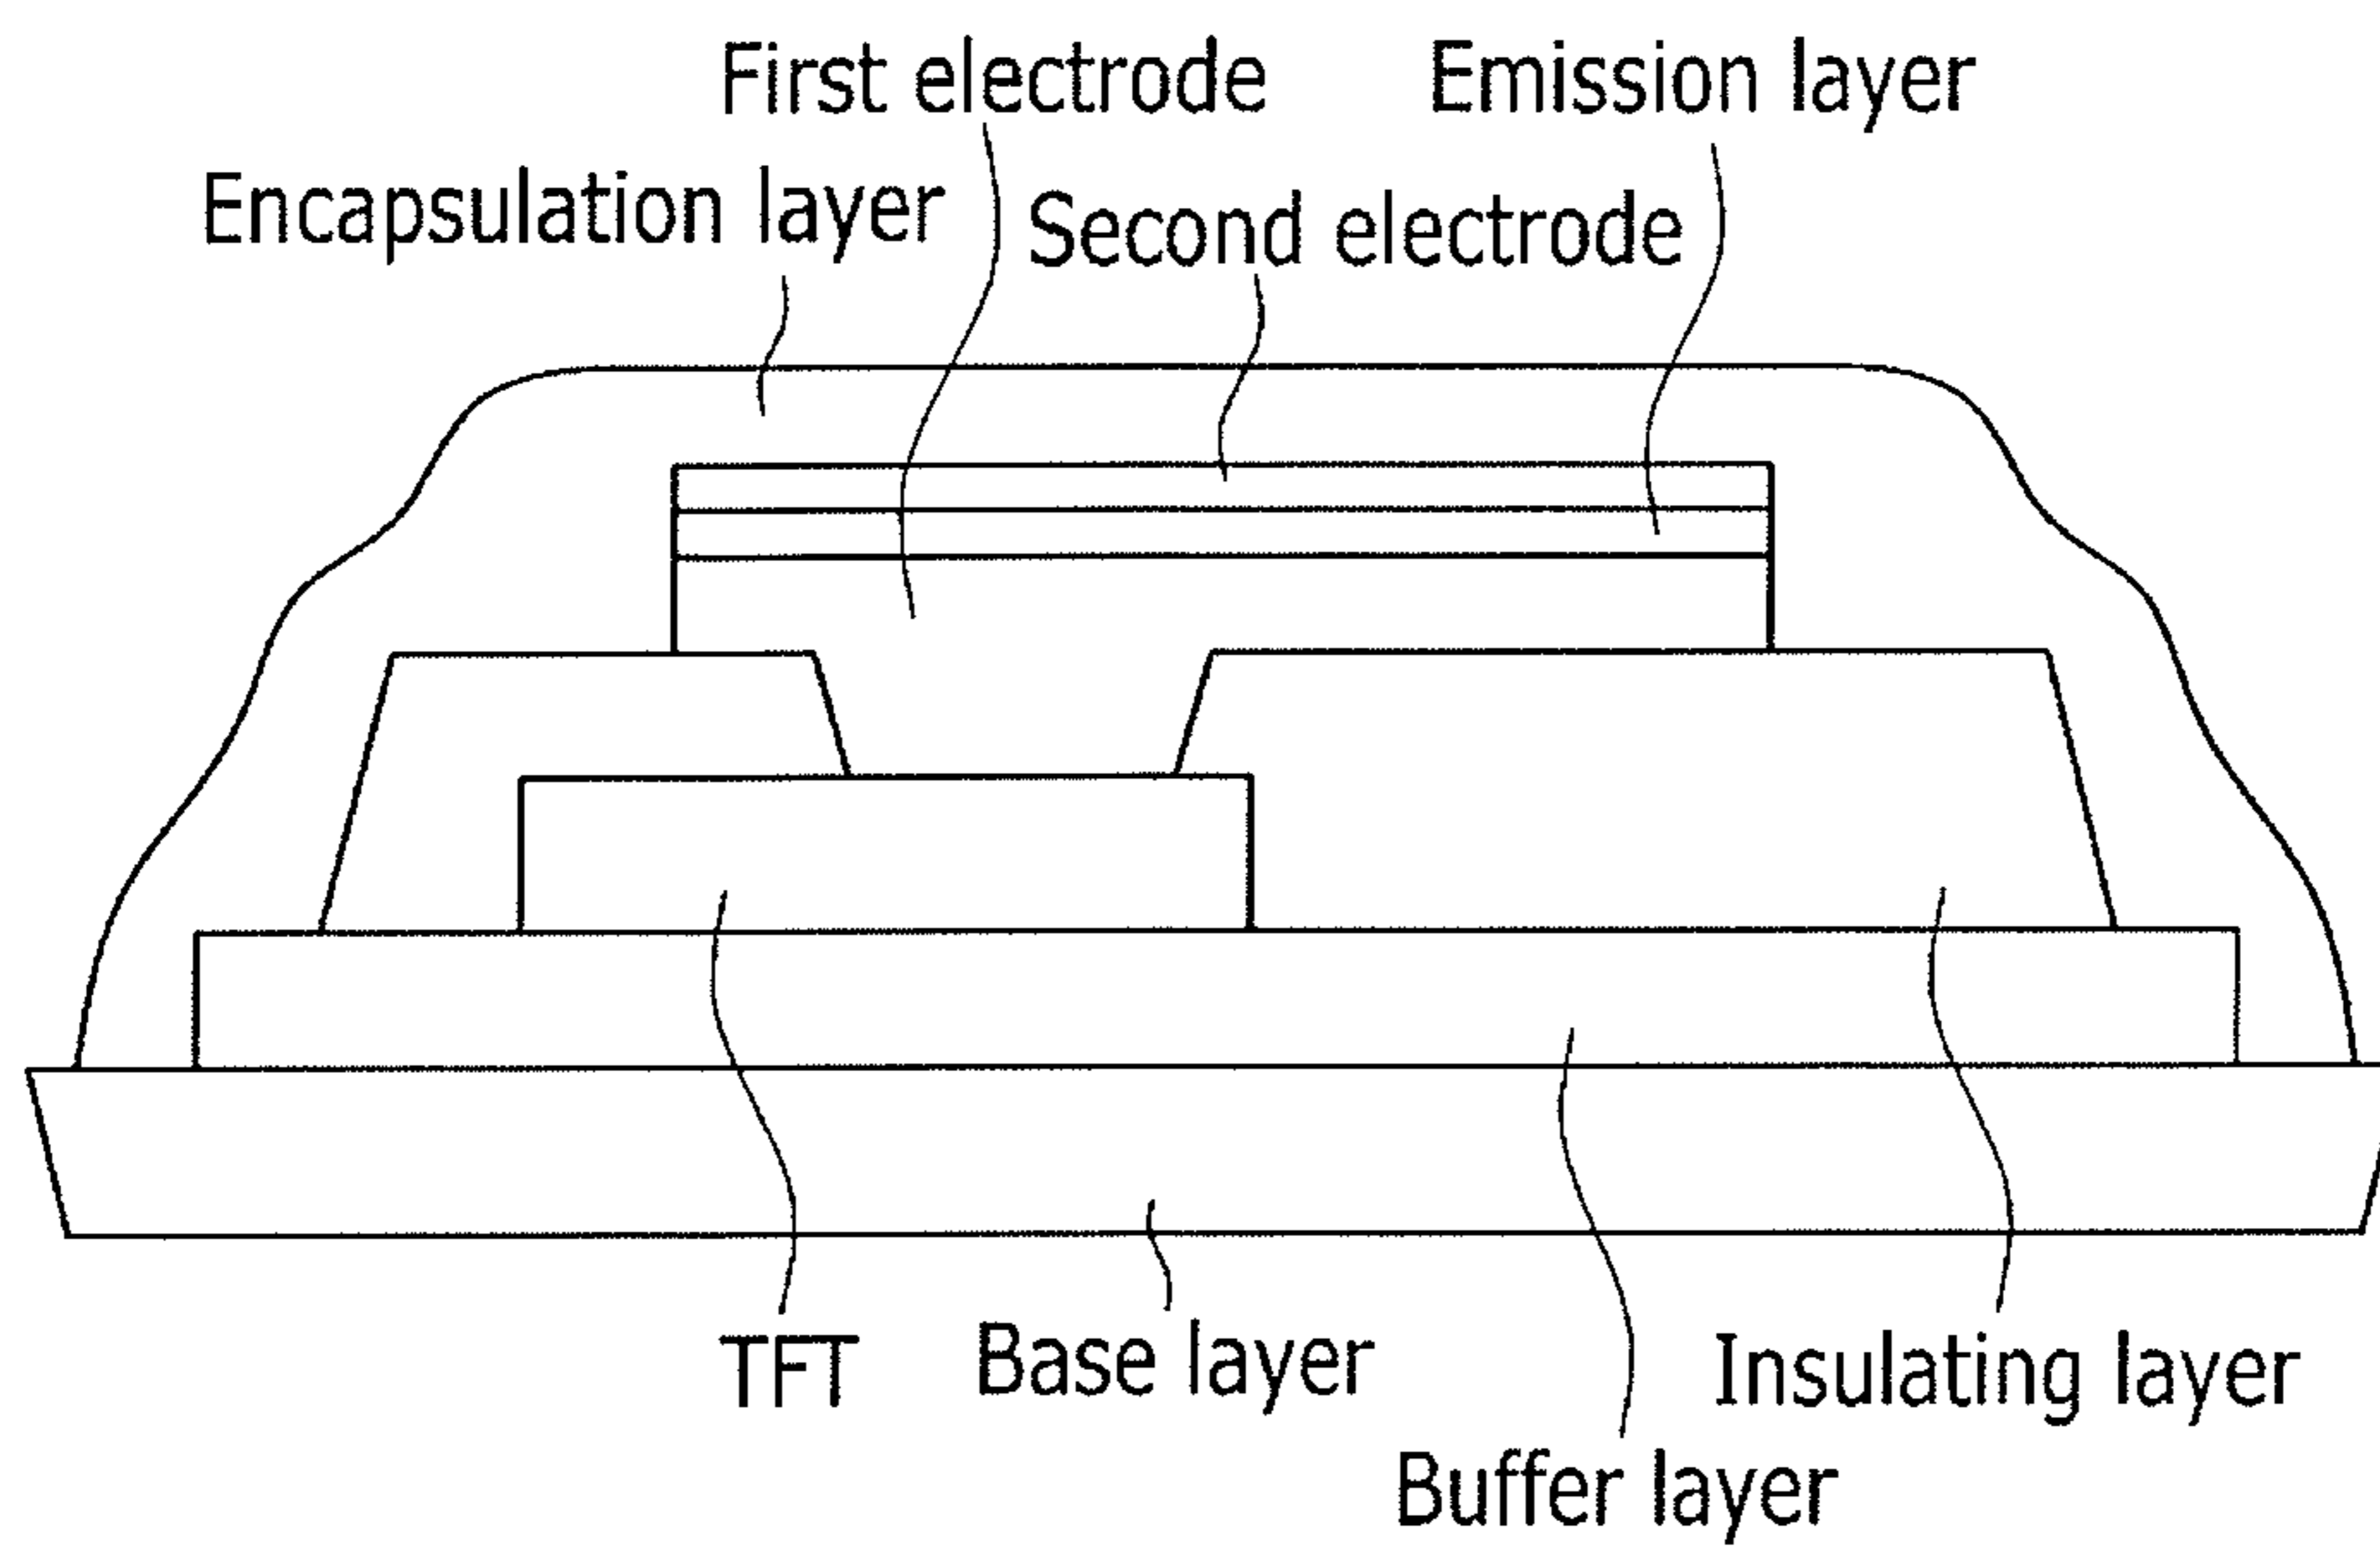 First electrode
Emission layer
Encapsulation layer
Second electrode
TFT
Base layer
Insulating layer
Buffer layer